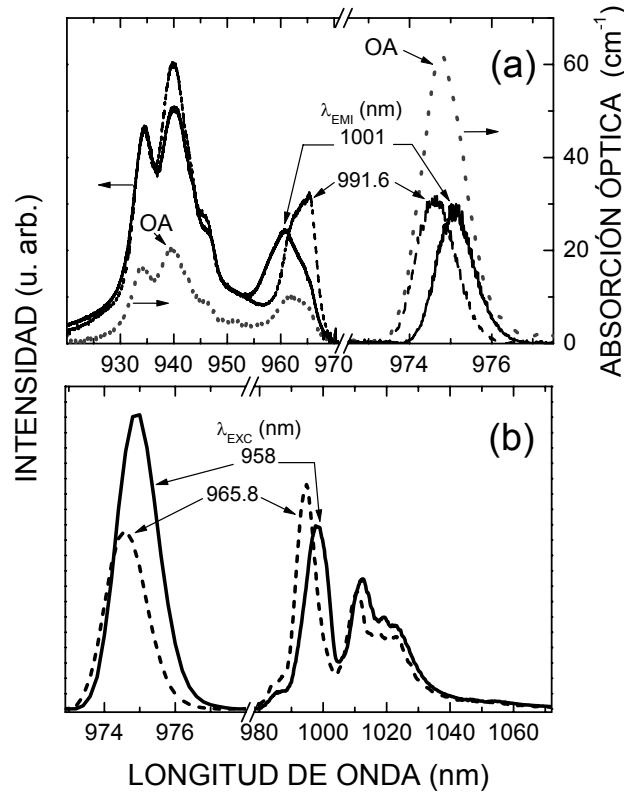 INTENSIDAD (u. arb.)
ABSORCIÓN ÓPTICA (cm⁻¹)
(a)
OA
OA
λEMI (nm)
1001
991.6
60
40
20
0
930 940 950 960 970 974 976
(b)
λEXC (nm)
958
965.8
974 976 980 1000 1020 1040 1060
LONGITUD DE ONDA (nm)